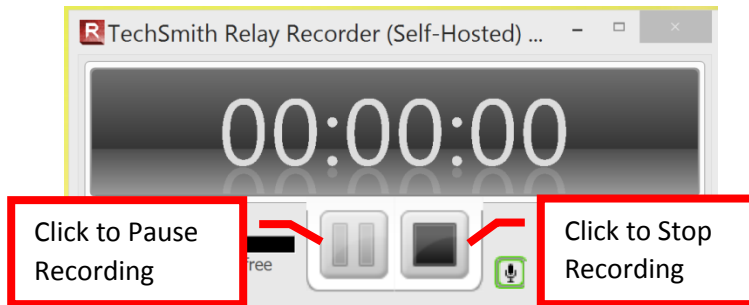 R TechSmith Relay Recorder (Self-Hosted) ...
00:00:00
Click to Pause
Recording
free
Click to Stop
Recording